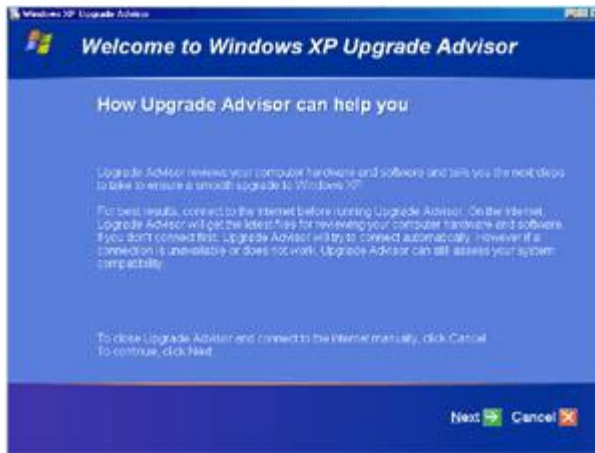 Windows XP Upgrade Advisor
Welcome to Windows XP Upgrade Advisor
How Upgrade Advisor can help you
Upgrade Advisor reviews your computer hardware and software and tells you the next steps
to take to ensure a smooth upgrade to Windows XP.
For best results, connect to the Internet before running Upgrade Advisor. On the Internet,
Upgrade Advisor will get the latest files for reviewing your computer hardware and software.
If you don't connect first, Upgrade Advisor will try to connect automatically. However if a
connection is unavailable or does not work, Upgrade Advisor can still assess your system
compatibility.
To close Upgrade Advisor and connect to the Internet manually, click Cancel.
To continue, click Next.
Next Cancel